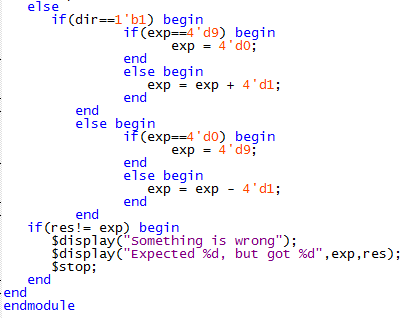 else
if(dir==1'b1) begin
if(exp==4'd9) begin
exp = 4'd0;
end
else begin
exp = exp + 4'd1;
end
end
else begin
if(exp==4'd0) begin
exp = 4'd9;
end
else begin
exp = exp - 4'd1;
end
end
if(res!= exp) begin
$display("Something is wrong");
$display("Expected %d, but got %d",exp,res);
$stop;
end
end
endmodule